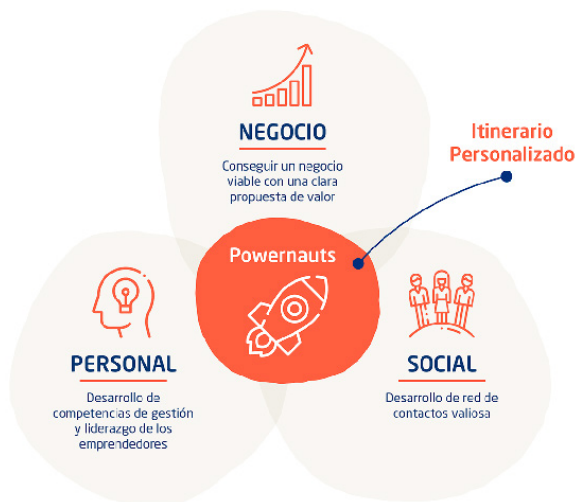 NEGOCIO
Conseguir un negocio
viable con una clara
propuesta de valor
Itinerario
Personalizado
Powernauts
PERSONAL
Desarrollo de
competencias de gestión
y liderazgo de los
emprendedores
SOCIAL
Desarrollo de red de
contactos valiosa